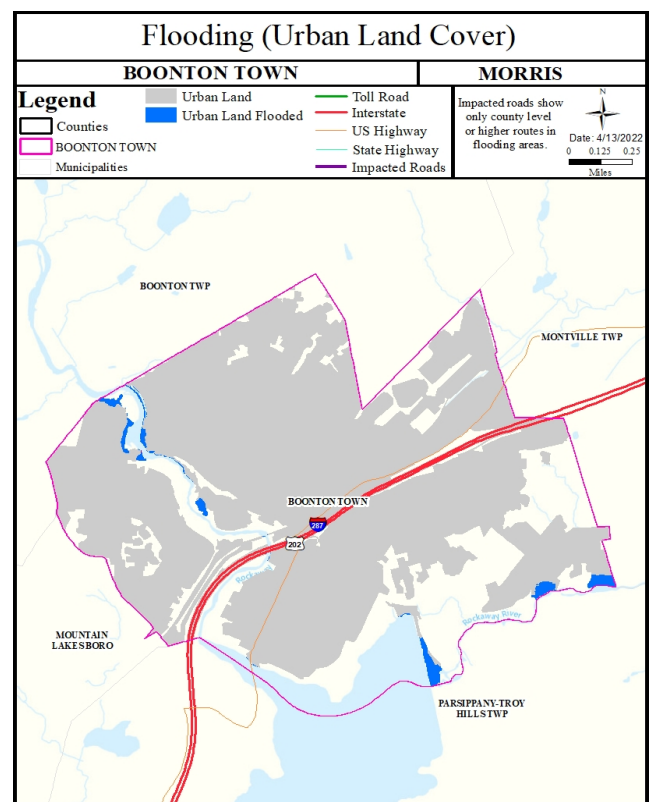 Flooding (Urban Land Cover)
BOONTON TOWN
MORRIS
Legend
Counties
BOONTON TOWN
Municipalities
Urban Land
Urban Land Flooded
Toll Road
Interstate
US Highway
State Highway
Impacted Roads
Impacted roads show
only county level
or higher routes in
flooding areas.
N
Date: 4/13/2022
0 0.125 0.25
Miles
BOONTON TWP
MONTVILLE TWP
BOONTON TOWN
287
202
Rockaway
Rockaway River
MOUNTAIN
LAKES BORO
PARSIPPANY-TROY
HILLS TWP